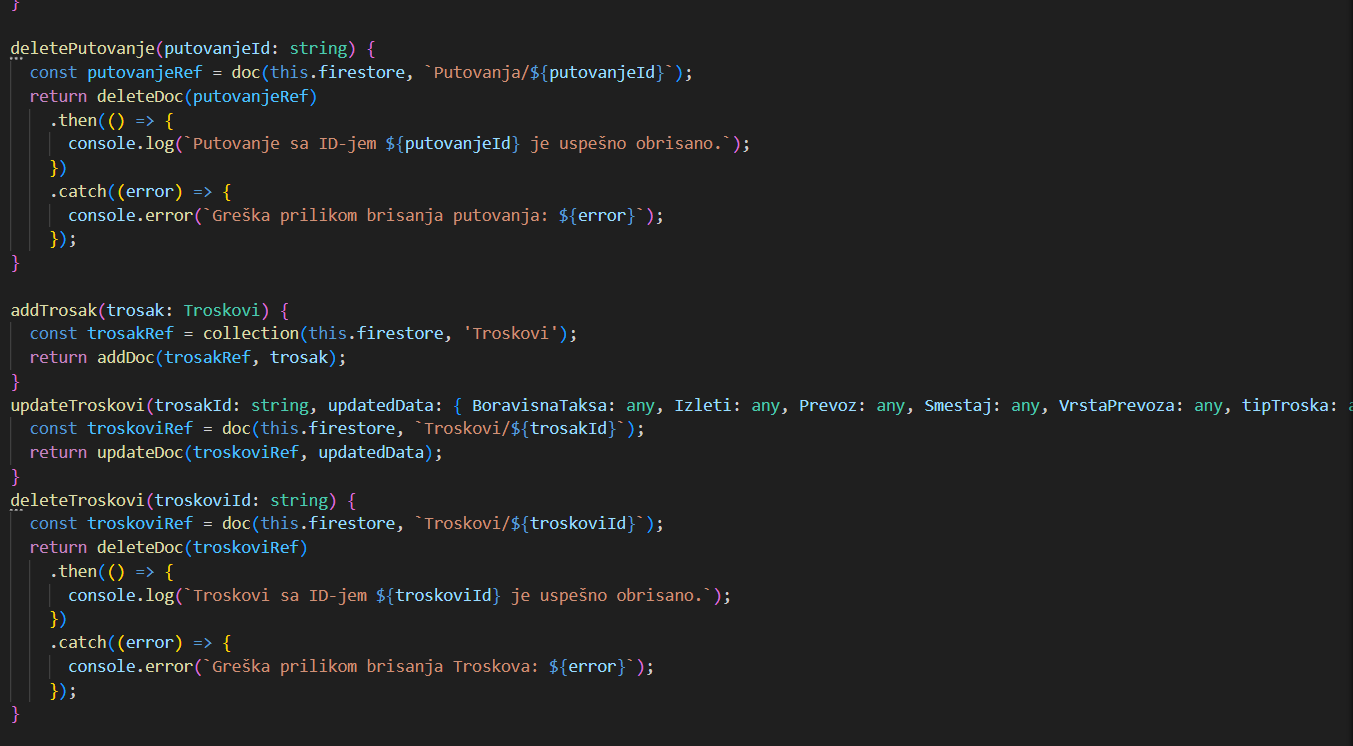 }
deletePutovanje(putovanjeId: string) {
const putovanjeRef = doc(this.firestore, `Putovanja/${putovanjeId}`);
return deleteDoc(putovanjeRef)
.then(() => {
console.log(`Putovanje sa ID-jem ${putovanjeId} je uspešno obrisano.`);
})
.catch((error) => {
console.error(`Greška prilikom brisanja putovanja: ${error}`);
});
}
addTrosak(trosak: Troskovi) {
const trosakRef = collection(this.firestore, 'Troskovi');
return addDoc(trosakRef, trosak);
}
updateTroskovi(trosakId: string, updatedData: { BoravisnaTaksa: any, Izleti: any, Prevoz: any, Smestaj: any, VrstaPrevoza: any, tipTroska:
const troskoviRef = doc(this.firestore, `Troskovi/${trosakId}`);
return updateDoc(troskoviRef, updatedData);
}
deleteTroskovi(troskoviId: string) {
const troskoviRef = doc(this.firestore, `Troskovi/${troskoviId}`);
return deleteDoc(troskoviRef)
.then(() => {
console.log(`Troskovi sa ID-jem ${troskoviId} je uspešno obrisano.`);
})
.catch((error) => {
console.error(`Greška prilikom brisanja Troskova: ${error}`);
});
}